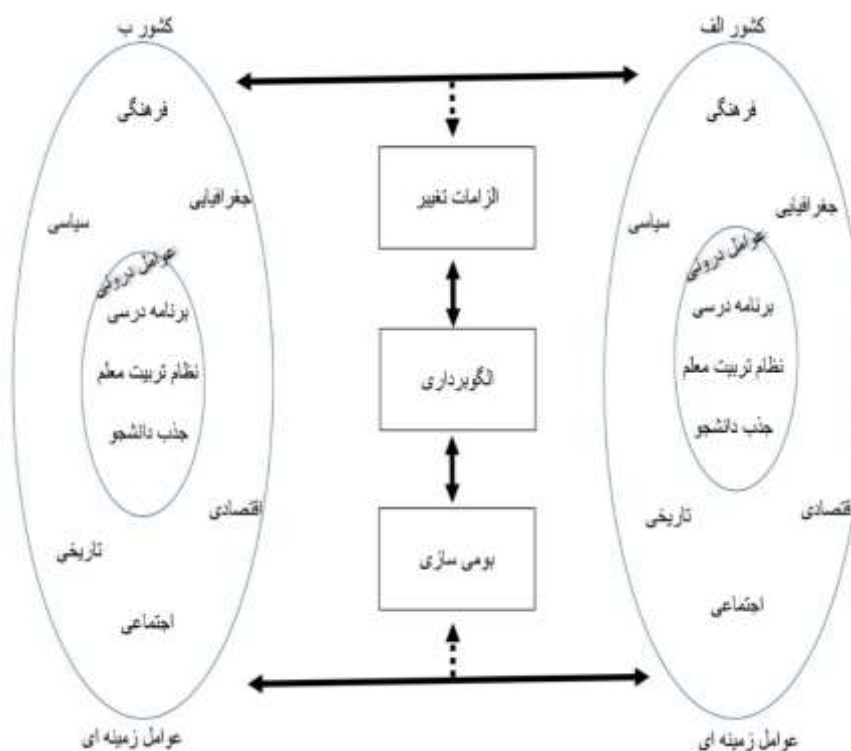 کشور الف
فرهنگی
جغرافیایی
سیاسی
عوامل درونی
برنامه درسی
نظام تربیت معلم
جذب دانشجو
اقتصادی
تاریخی
اجتماعی
عوامل زمینه ای
الزامات تغییر
الگوبرداری
بومی سازی
کشور ب
فرهنگی
جغرافیایی
سیاسی
عوامل درونی
برنامه درسی
نظام تربیت معلم
جذب دانشجو
اقتصادی
تاریخی
اجتماعی
عوامل زمینه ای